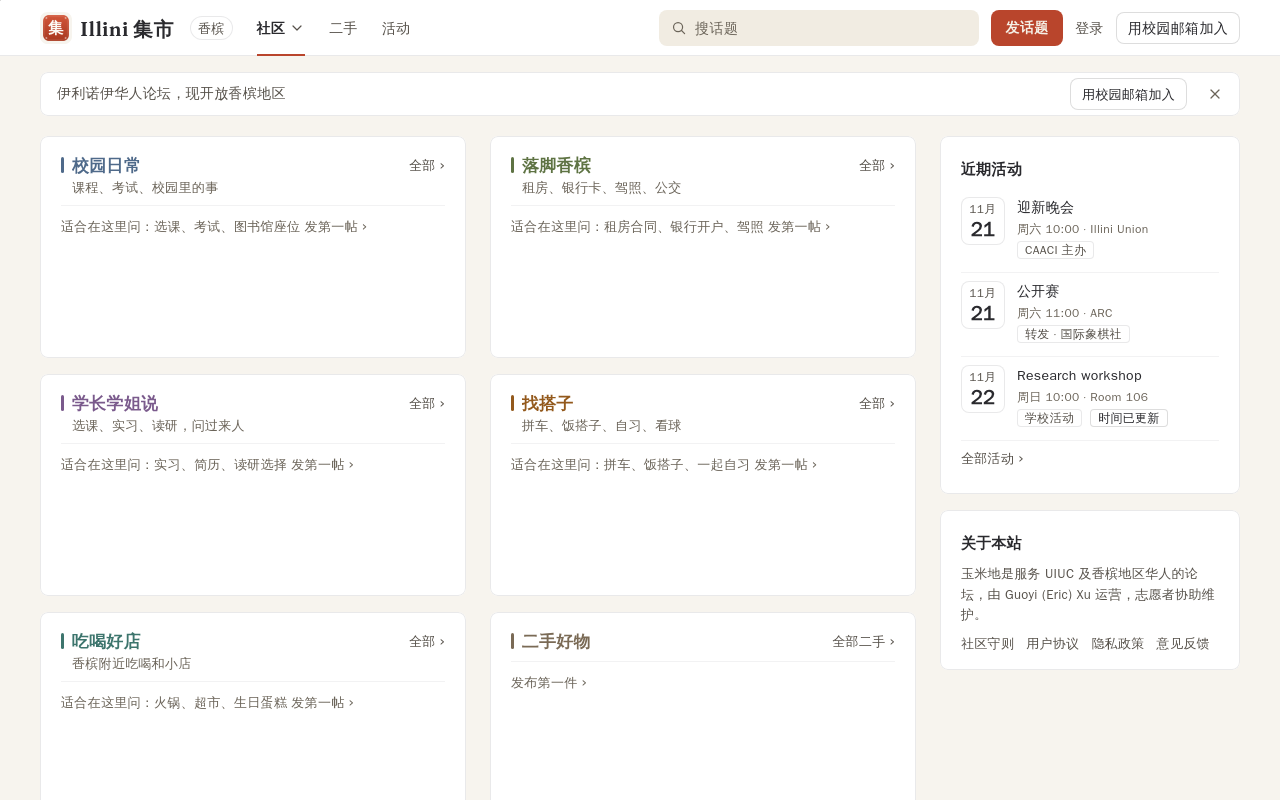 集 Illini 集市 香槟 社区 二手 活动 搜话题 发话题 登录 用校园邮箱加入
伊利诺伊华人论坛，现开放香槟地区 用校园邮箱加入 ×
校园日常 全部 ›
课程、考试、校园里的事
适合在这里问：选课、考试、图书馆座位 发第一帖 ›
落脚香槟 全部 ›
租房、银行卡、驾照、公交
适合在这里问：租房合同、银行开户、驾照 发第一帖 ›
学长学姐说 全部 ›
选课、实习、读研，问过来人
适合在这里问：实习、简历、读研选择 发第一帖 ›
找搭子 全部 ›
拼车、饭搭子、自习、看球
适合在这里问：拼车、饭搭子、一起自习 发第一帖 ›
吃喝好店 全部 ›
香槟附近吃喝和小店
适合在这里问：火锅、超市、生日蛋糕 发第一帖 ›
二手好物 全部二手 ›
发布第一件 ›
近期活动
11月
21
迎新晚会
周六 10:00 · Illini Union
CAACI 主办
11月
21
公开赛
周六 11:00 · ARC
转发 · 国际象棋社
11月
22
Research workshop
周日 10:00 · Room 106
学校活动 时间已更新
全部活动 ›
关于本站
玉米地是服务 UIUC 及香槟地区华人的论
坛，由 Guoyi (Eric) Xu 运营，志愿者协助维
护。
社区守则 用户协议 隐私政策 意见反馈